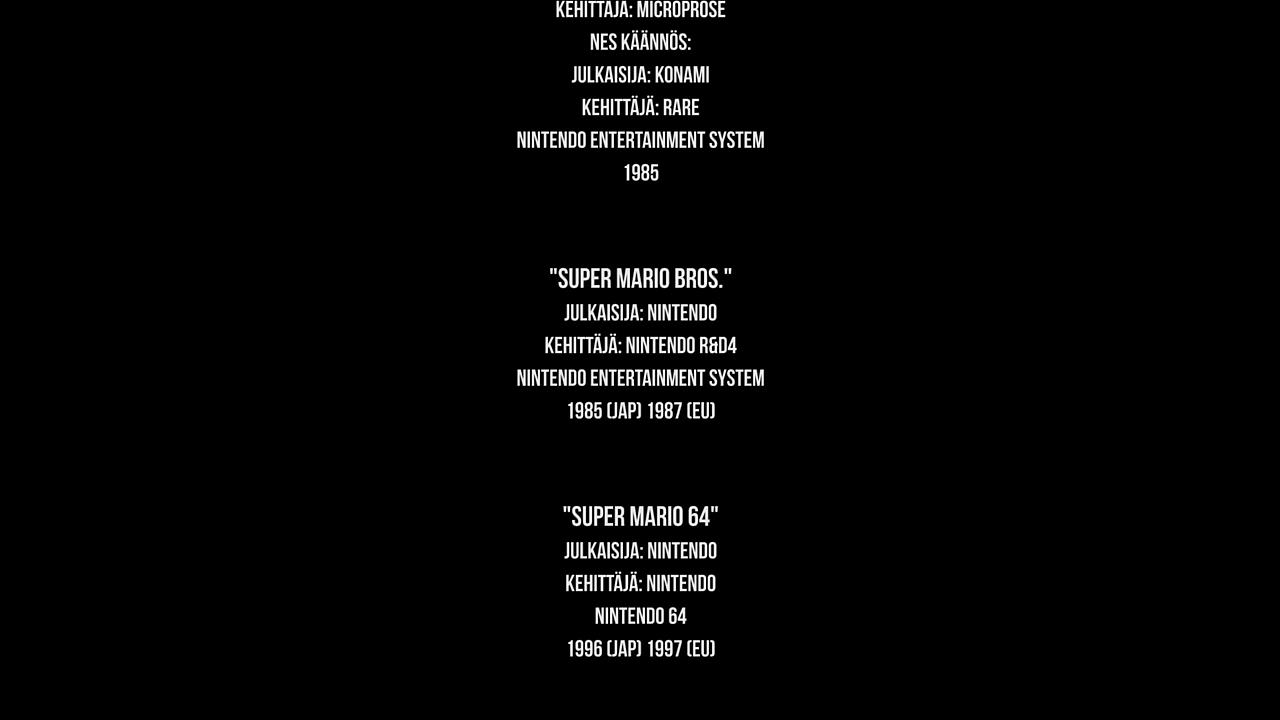 KEHITTÄJÄ: MICROPROSE
NES KÄÄNNÖS:
JULKAISIJA: KONAMI
KEHITTÄJÄ: RARE
NINTENDO ENTERTAINMENT SYSTEM
1985
"SUPER MARIO BROS."
JULKAISIJA: NINTENDO
KEHITTÄJÄ: NINTENDO R&D4
NINTENDO ENTERTAINMENT SYSTEM
1985 (JAP) 1987 (EU)
"SUPER MARIO 64"
JULKAISIJA: NINTENDO
KEHITTÄJÄ: NINTENDO
NINTENDO 64
1996 (JAP) 1997 (EU)